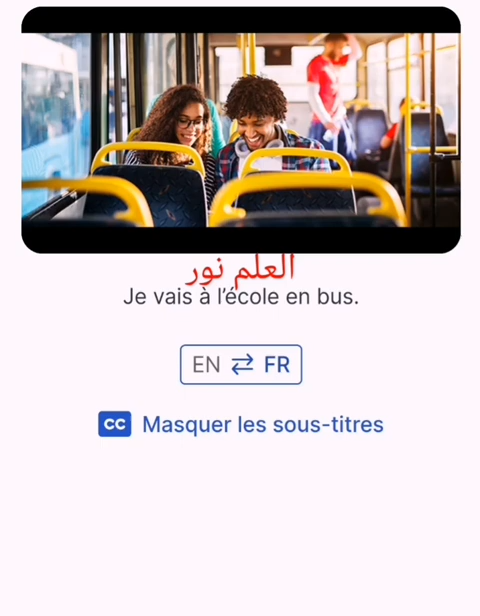 العلم نور
Je vais à l’école en bus.
EN ⇄ FR
CC Masquer les sous-titres